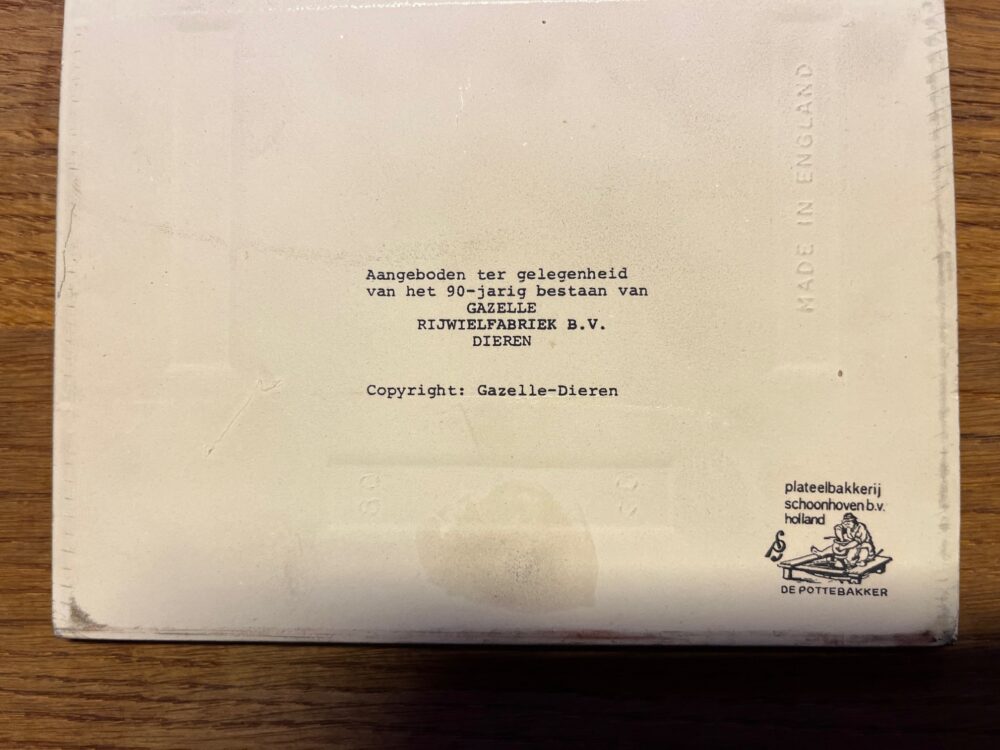 MADE IN ENGLAND
Aangeboden ter gelegenheid
van het 90-jarig bestaan van
GAZELLE
RIJWIELFABRIEK B.V.
DIEREN
Copyright: Gazelle-Dieren
plateelbakkerij
schoonhoven b.v.
holland
DE POTTEBAKKER